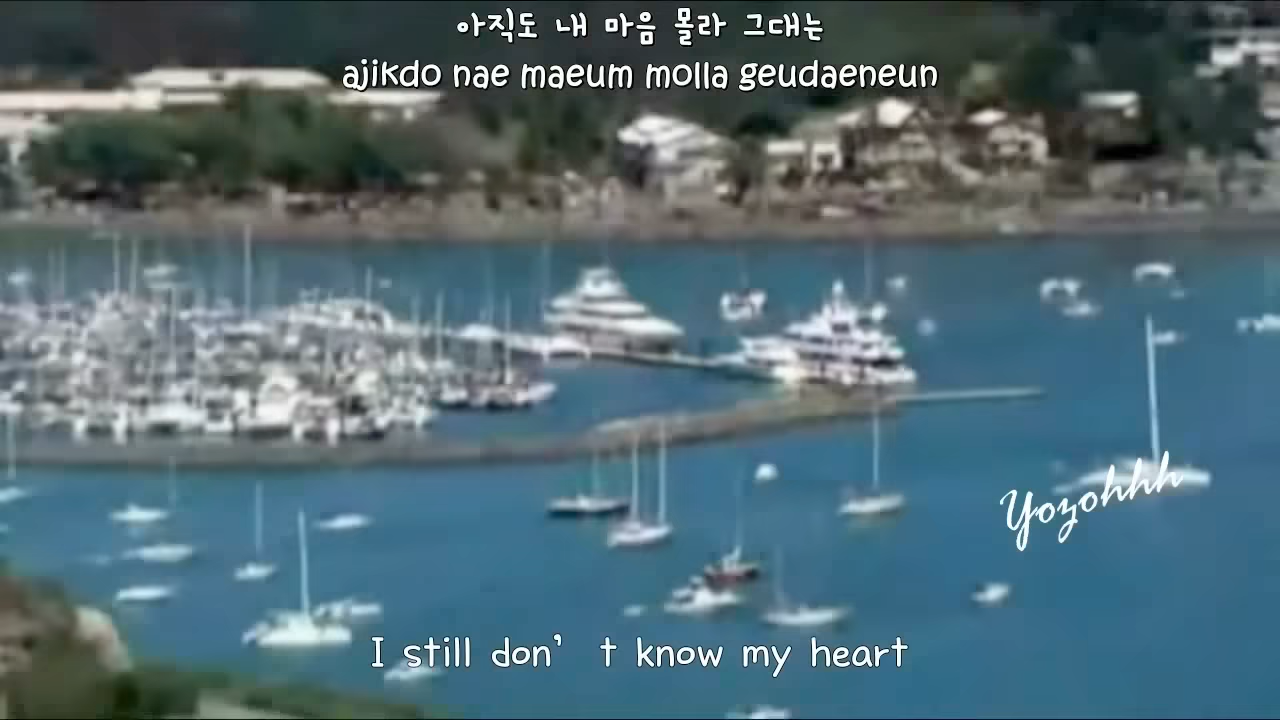 아직도 내 마음 몰라 그대는
ajikdo nae maeum molla geudaeneun
Yozohhh
I still don’t know my heart